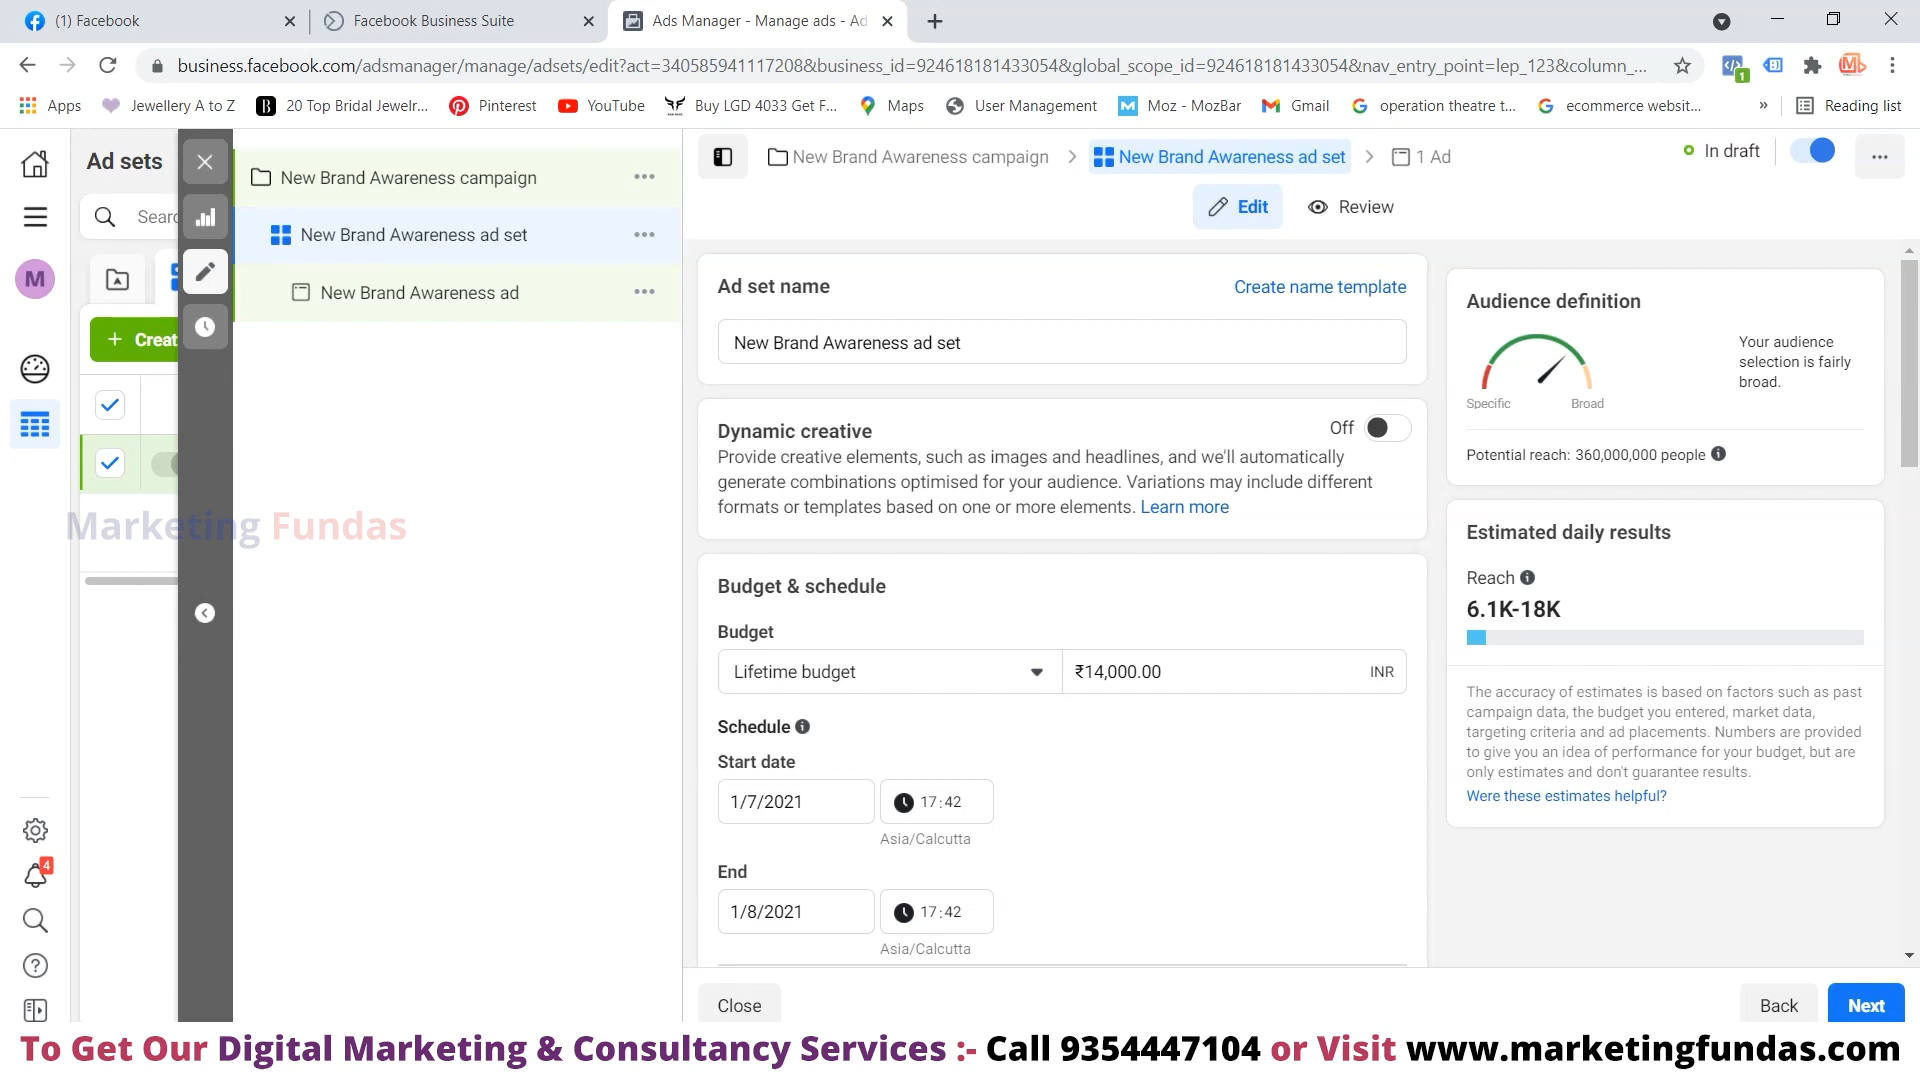 (1) Facebook
Facebook Business Suite
Ads Manager - Manage ads - Ad
business.facebook.com/adsmanager/manage/adsets/edit?act=340585941117208&business_id=924618181433054&global_scope_id=924618181433054&nav_entry_point=lep_123&column_...
1
Apps
Jewellery A to Z
20 Top Bridal Jewelr...
Pinterest
YouTube
Buy LGD 4033 Get F...
Maps
User Management
Moz - MozBar
Gmail
operation theatre t...
ecommerce websit...
»
Reading list
Ad sets
Searc
M
+ Creat
4
New Brand Awareness campaign
New Brand Awareness ad set
New Brand Awareness ad
New Brand Awareness campaign
New Brand Awareness ad set
1 Ad
In draft
Edit
Review
Ad set name
Create name template
New Brand Awareness ad set
Dynamic creative
Off
Provide creative elements, such as images and headlines, and we'll automatically
generate combinations optimised for your audience. Variations may include different
formats or templates based on one or more elements. Learn more
Budget & schedule
Budget
Lifetime budget
₹14,000.00
INR
Schedule
Start date
1/7/2021
17:42
Asia/Calcutta
End
1/8/2021
17:42
Asia/Calcutta
Audience definition
Specific
Broad
Your audience
selection is fairly
broad.
Potential reach: 360,000,000 people
Estimated daily results
Reach
6.1K-18K
The accuracy of estimates is based on factors such as past
campaign data, the budget you entered, market data,
targeting criteria and ad placements. Numbers are provided
to give you an idea of performance for your budget, but are
only estimates and don't guarantee results.
Were these estimates helpful?
Close
Back
Next
Marketing Fundas
To Get Our Digital Marketing & Consultancy Services :- Call 9354447104 or Visit www.marketingfundas.com